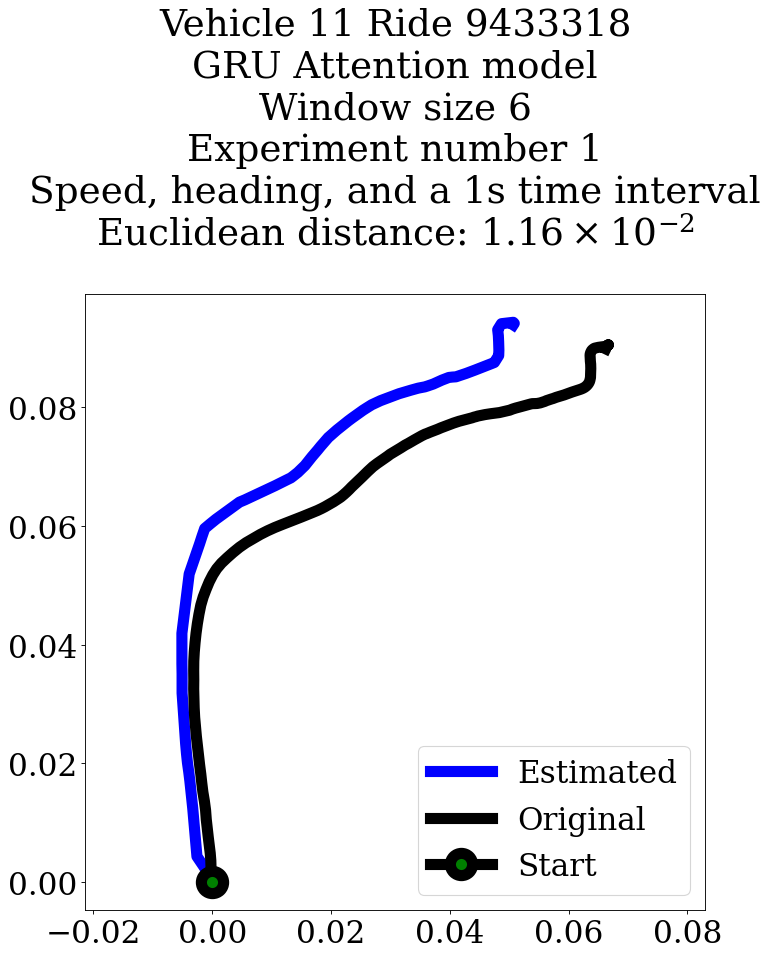 Vehicle 11 Ride 9433318
GRU Attention model
Window size 6
Experiment number 1
Speed, heading, and a 1s time interval
Euclidean distance: 1.16 × 10⁻²
0.08
0.06
0.04
0.02
0.00
Estimated
Original
Start
−0.02 0.00 0.02 0.04 0.06 0.08